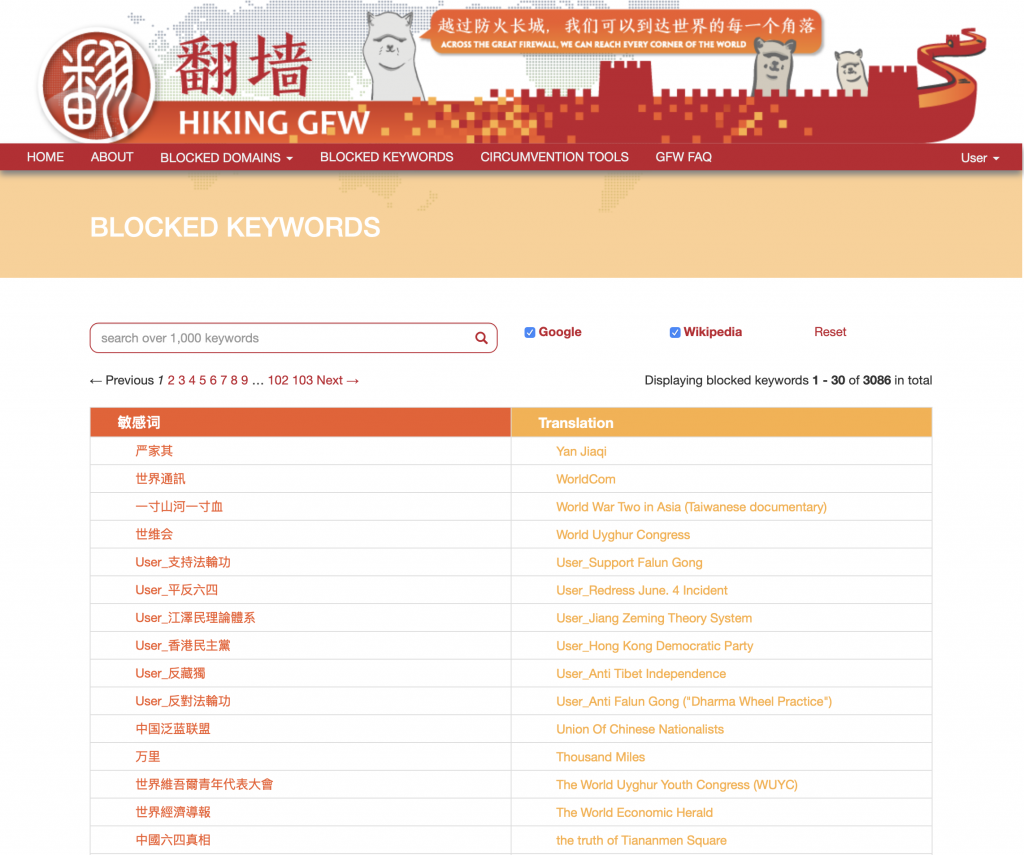 越过防火长城，我们可以到达世界的每一个角落
ACROSS THE GREAT FIREWALL, WE CAN REACH EVERY CORNER OF THE WORLD
翻
翻墙
HIKING GFW
HOME ABOUT BLOCKED DOMAINS BLOCKED KEYWORDS CIRCUMVENTION TOOLS GFW FAQ User
BLOCKED KEYWORDS
search over 1,000 keywords Google Wikipedia Reset
← Previous 1 2 3 4 5 6 7 8 9 … 102 103 Next → Displaying blocked keywords 1 - 30 of 3086 in total
敏感词 Translation
严家其 Yan Jiaqi
世界通訊 WorldCom
一寸山河一寸血 World War Two in Asia (Taiwanese documentary)
世维会 World Uyghur Congress
User_支持法輪功 User_Support Falun Gong
User_平反六四 User_Redress June. 4 Incident
User_江澤民理論體系 User_Jiang Zeming Theory System
User_香港民主黨 User_Hong Kong Democratic Party
User_反藏獨 User_Anti Tibet Independence
User_反對法輪功 User_Anti Falun Gong ("Dharma Wheel Practice")
中国泛蓝联盟 Union Of Chinese Nationalists
万里 Thousand Miles
世界維吾爾青年代表大會 The World Uyghur Youth Congress (WUYC)
世界經濟導報 The World Economic Herald
中國六四真相 the truth of Tiananmen Square